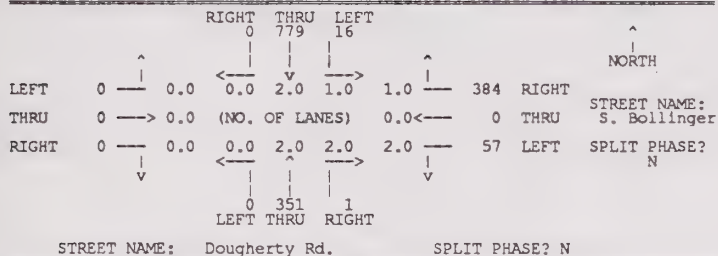 RIGHT THRU LEFT
0 779 16 ^
| | | |
^ | | | ^ NORTH
| <--- v ---> |
LEFT 0 --- 0.0 0.0 2.0 1.0 1.0 --- 384 RIGHT
STREET NAME:
THRU 0 ---> 0.0 (NO. OF LANES) 0.0<--- 0 THRU S. Bollinger
RIGHT 0 --- 0.0 0.0 2.0 2.0 2.0 --- 57 LEFT SPLIT PHASE?
| <--- ^ ---> | N
v | | | v
| | |
0 351 1
LEFT THRU RIGHT
STREET NAME: Dougherty Rd. SPLIT PHASE? N